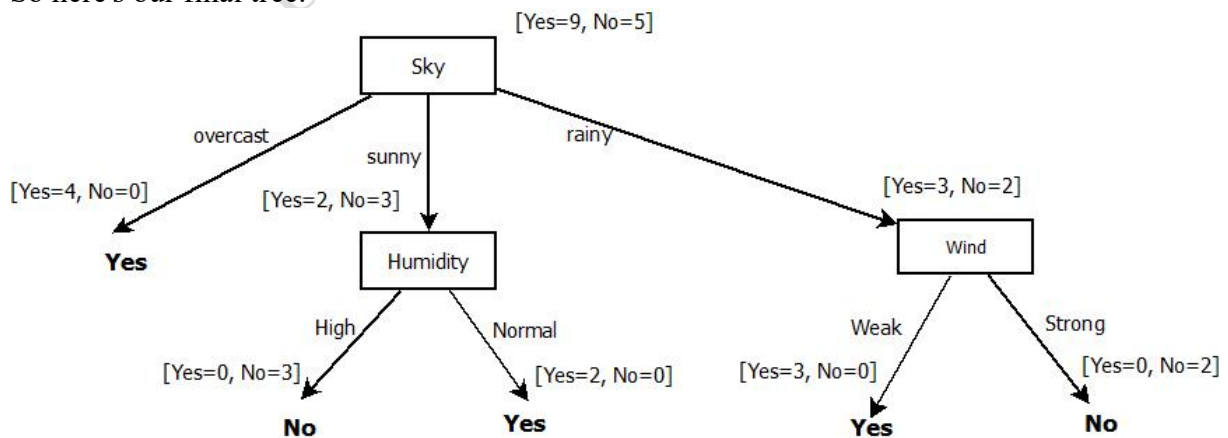 So here's our final tree:
[Yes=9, No=5]
Sky
overcast
sunny
rainy
[Yes=4, No=0]
[Yes=2, No=3]
[Yes=3, No=2]
Yes
Humidity
Wind
High
Normal
Weak
Strong
[Yes=0, No=3]
[Yes=2, No=0]
[Yes=3, No=0]
[Yes=0, No=2]
No
Yes
Yes
No